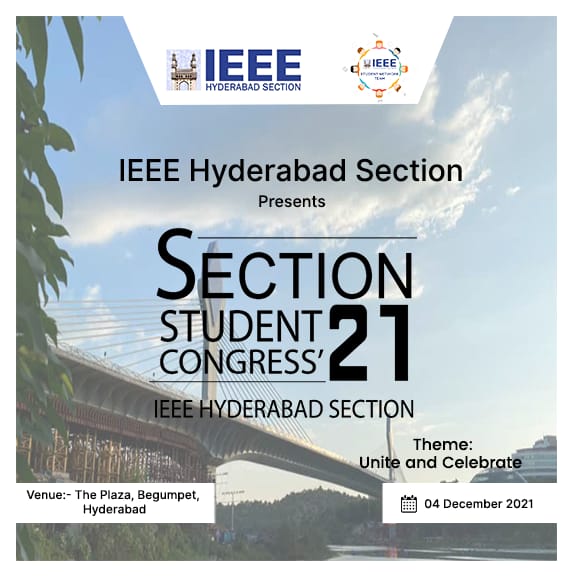 IEEE
HYDERABAD SECTION
IEEE
STUDENT NETWORK
TEAM
IEEE Hyderabad Section
Presents
SECTION
STUDENT
CONGRESS' 21
IEEE HYDERABAD SECTION
Theme:
Unite and Celebrate
Venue:- The Plaza, Begumpet,
Hyderabad
04 December 2021